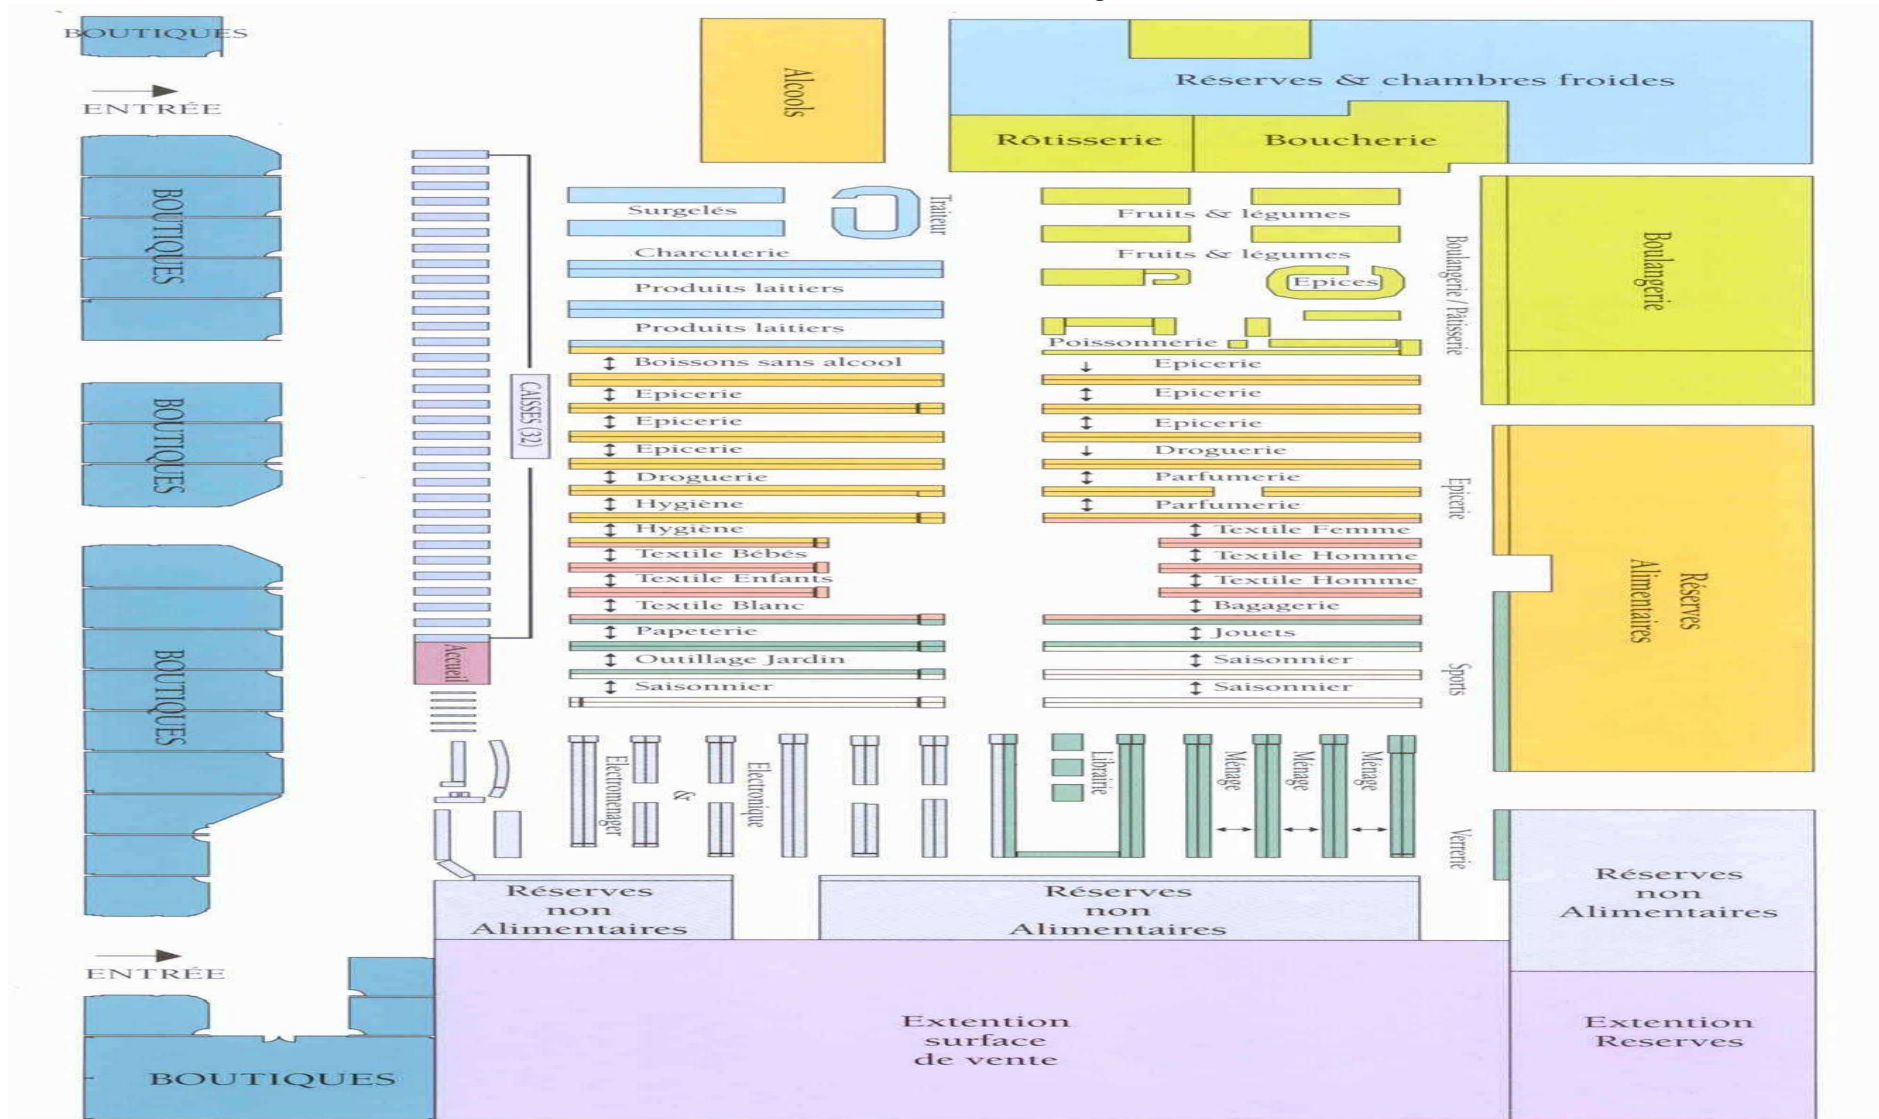 BOUTIQUES
ENTRÉE
Alcools
Réserves & chambres froides
Rôtisserie
Boucherie
BOUTIQUES
Surgelés
Traiteur
Fruits & légumes
Charcuterie
Fruits & légumes
Boulangerie / Pâtisserie
Boulangerie
Produits laitiers
Epices
Produits laitiers
Poissonnerie
Boissons sans alcool
Epicerie
CAISSES (32)
BOUTIQUES
Epicerie
Epicerie
Epicerie
Epicerie
Epicerie
Droguerie
Droguerie
Parfumerie
Hygiène
Parfumerie
Epicerie
Hygiène
Textile Femme
Textile Bébés
Textile Homme
Textile Enfants
Textile Homme
Textile Blanc
Bagagerie
Réserves
Alimentaires
Papeterie
Jouets
Accueil
Outillage Jardin
Saisonnier
Sports
Saisonnier
Saisonnier
BOUTIQUES
Electromenager
&
Electronique
Librairie
Ménage
Ménage
Ménage
Verrerie
Réserves
non
Alimentaires
Réserves
non
Alimentaires
Réserves
non
Alimentaires
ENTRÉE
Extention
surface
de vente
Extention
Reserves
BOUTIQUES